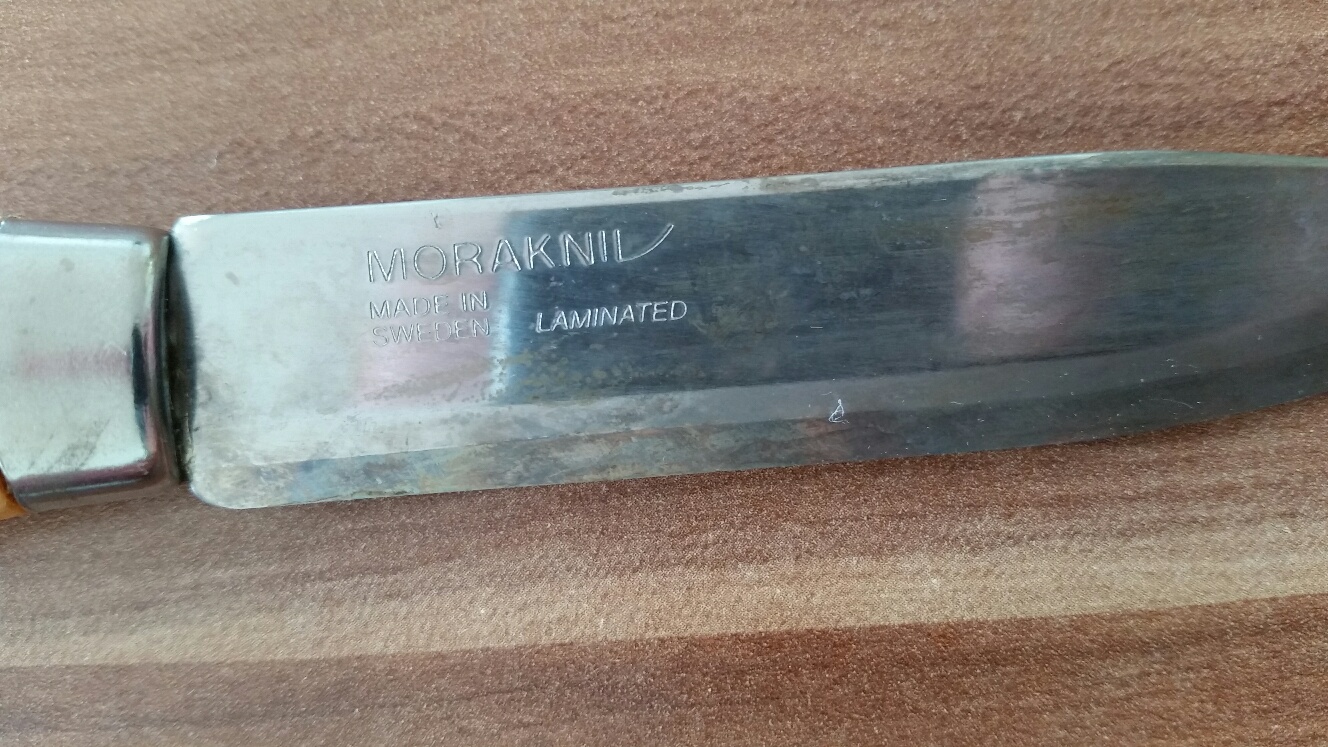 MORAKNIV
MADE IN
SWEDEN
LAMINATED